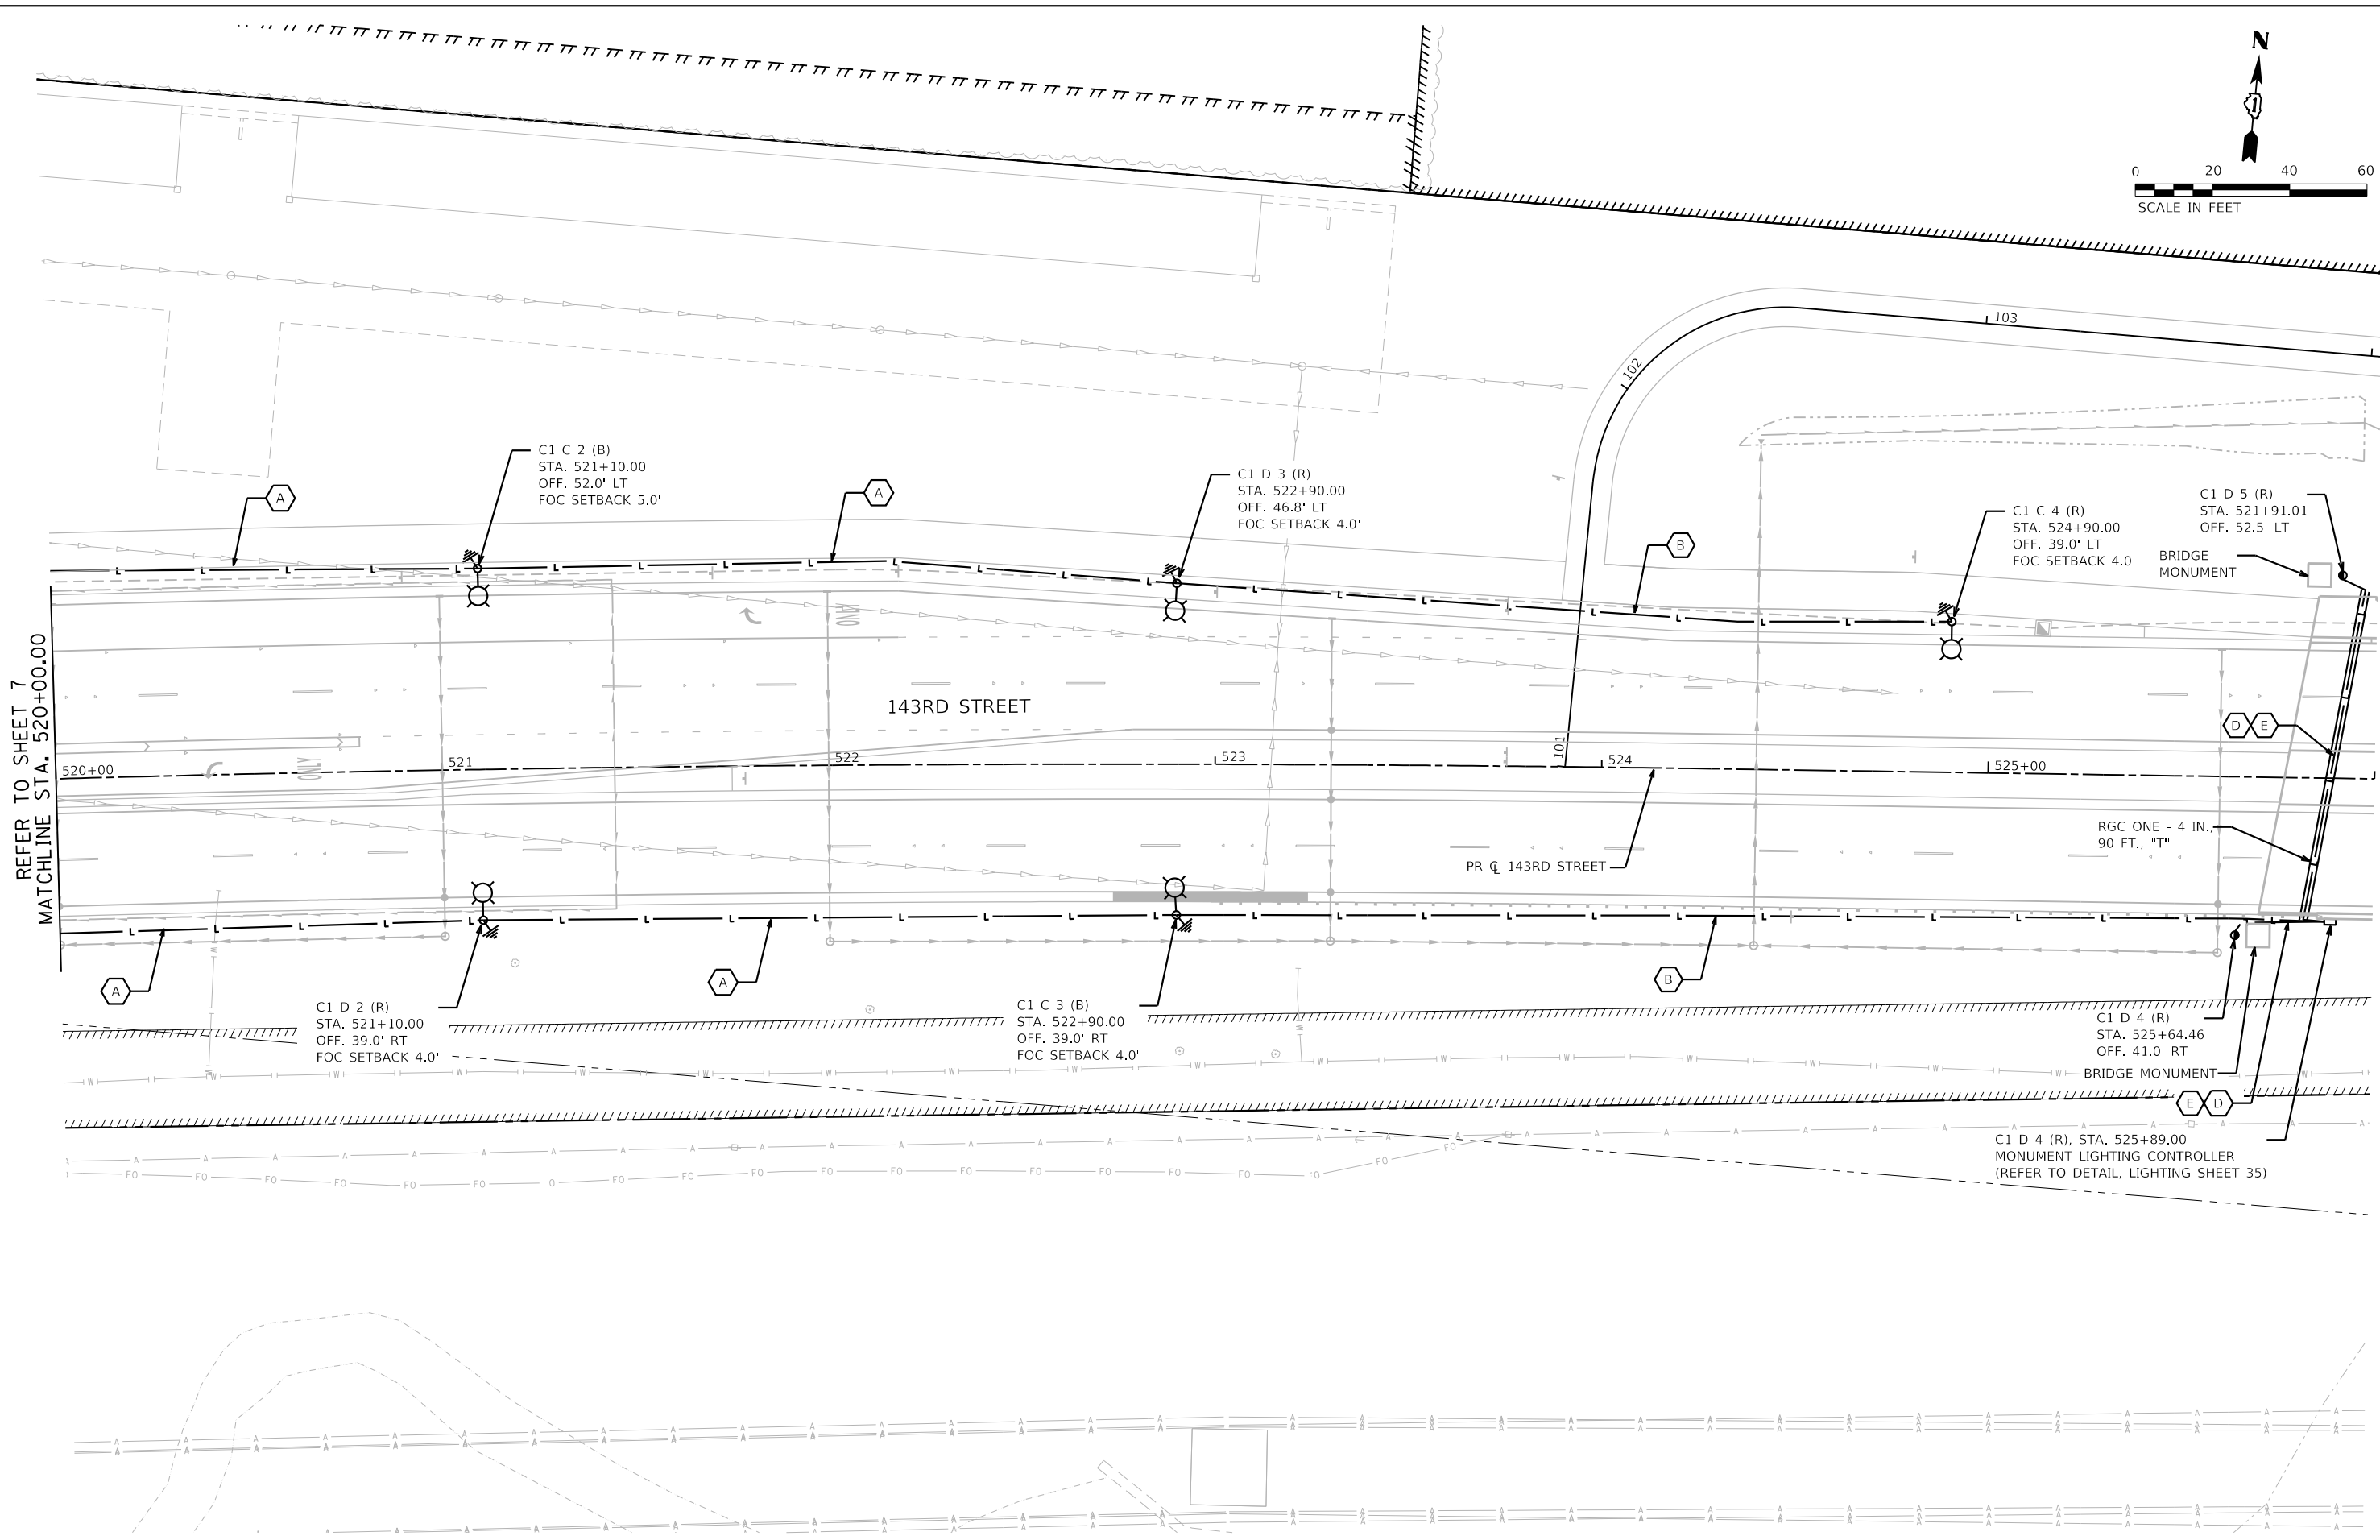 N
0 20 40 60
SCALE IN FEET
103
102
C1 C 2 (B)
STA. 521+10.00
OFF. 52.0' LT
FOC SETBACK 5.0'
A
A
C1 D 3 (R)
STA. 522+90.00
OFF. 46.8' LT
FOC SETBACK 4.0'
B
C1 C 4 (R)
STA. 524+90.00
OFF. 39.0' LT
FOC SETBACK 4.0'
C1 D 5 (R)
STA. 521+91.01
OFF. 52.5' LT
BRIDGE
MONUMENT
REFER TO SHEET 7
MATCHLINE STA. 520+00.00
143RD STREET
D E
101
520+00 521 522 523 524 525+00
PR ℄ 143RD STREET
RGC ONE - 4 IN.,
90 FT., "T"
A
A
B
C1 D 2 (R)
STA. 521+10.00
OFF. 39.0' RT
FOC SETBACK 4.0'
C1 C 3 (B)
STA. 522+90.00
OFF. 39.0' RT
FOC SETBACK 4.0'
C1 D 4 (R)
STA. 525+64.46
OFF. 41.0' RT
BRIDGE MONUMENT
E D
C1 D 4 (R), STA. 525+89.00
MONUMENT LIGHTING CONTROLLER
(REFER TO DETAIL, LIGHTING SHEET 35)